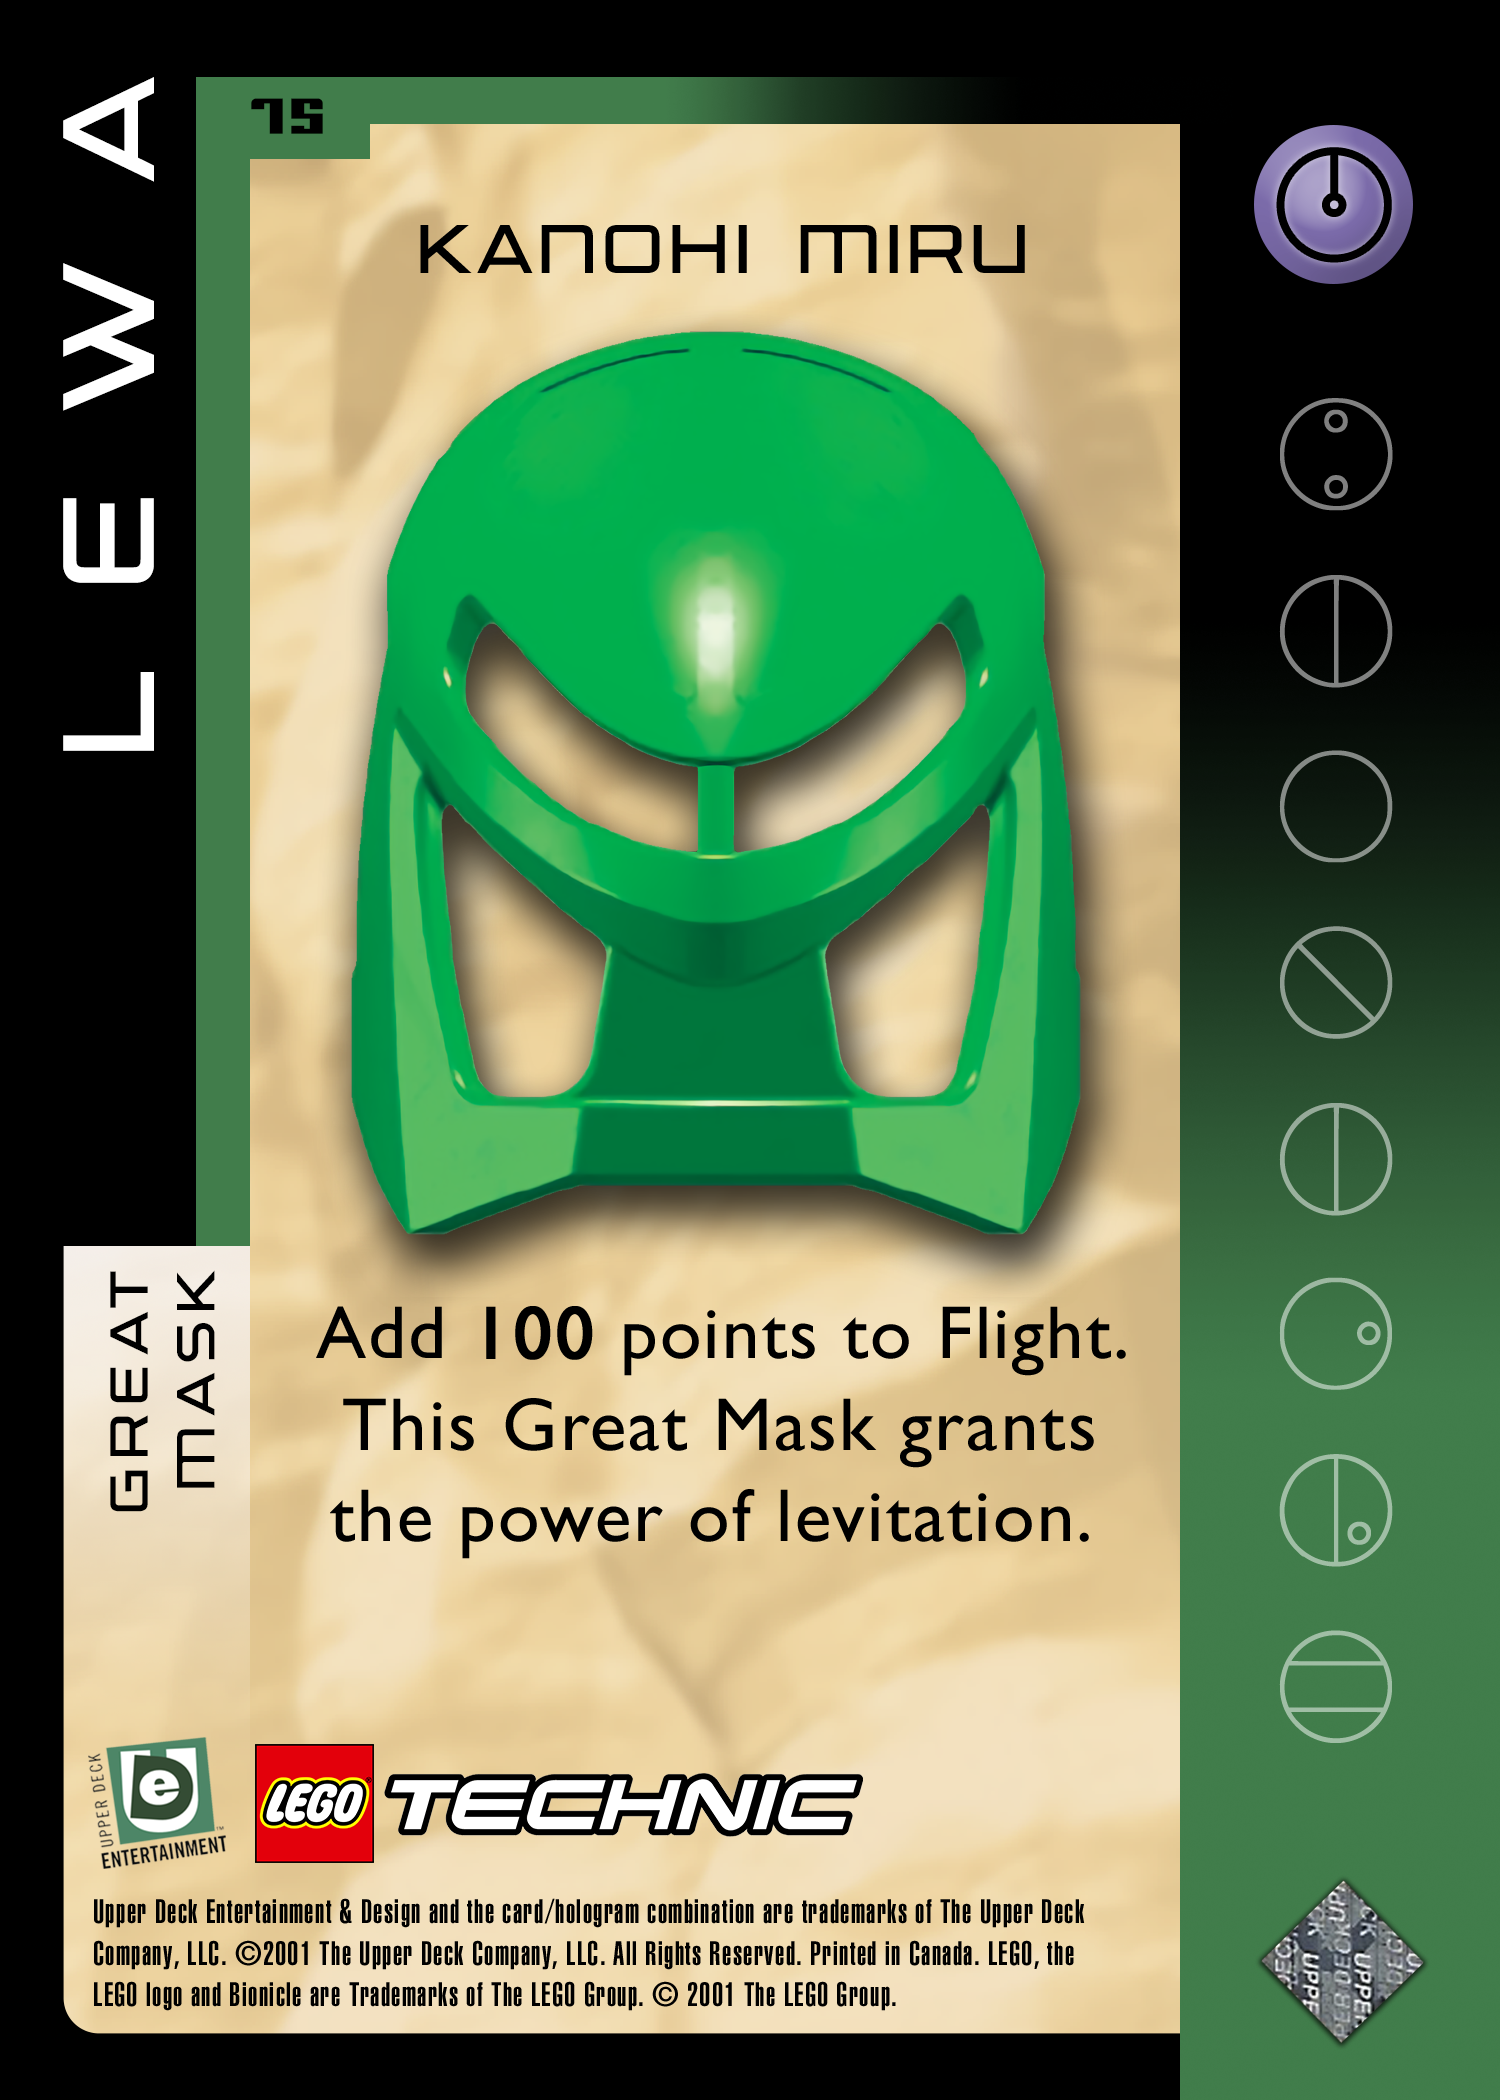 LEWA
75
KANOHI MIRU
Add 100 points to Flight.
This Great Mask grants
the power of levitation.
GREAT
MASK
UPPER DECK
e
ENTERTAINMENT
™
LEGO TECHNIC
Upper Deck Entertainment & Design and the card/hologram combination are trademarks of The Upper Deck
Company, LLC. ©2001 The Upper Deck Company, LLC. All Rights Reserved. Printed in Canada. LEGO, the
LEGO logo and Bionicle are Trademarks of The LEGO Group. © 2001 The LEGO Group.